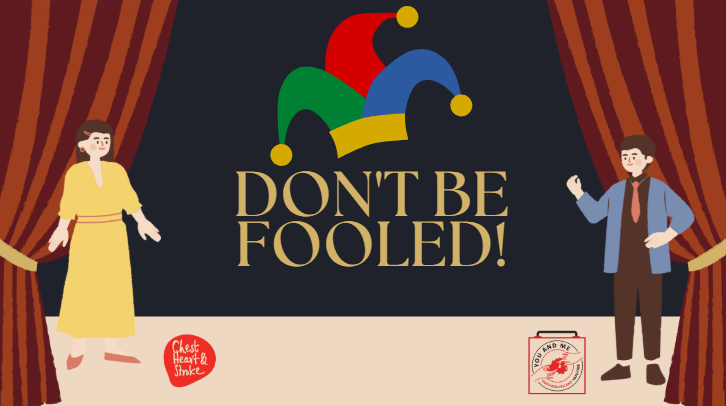 DON'T BE
FOOLED!
Chest
Heart &
Stroke
YOU AND ME